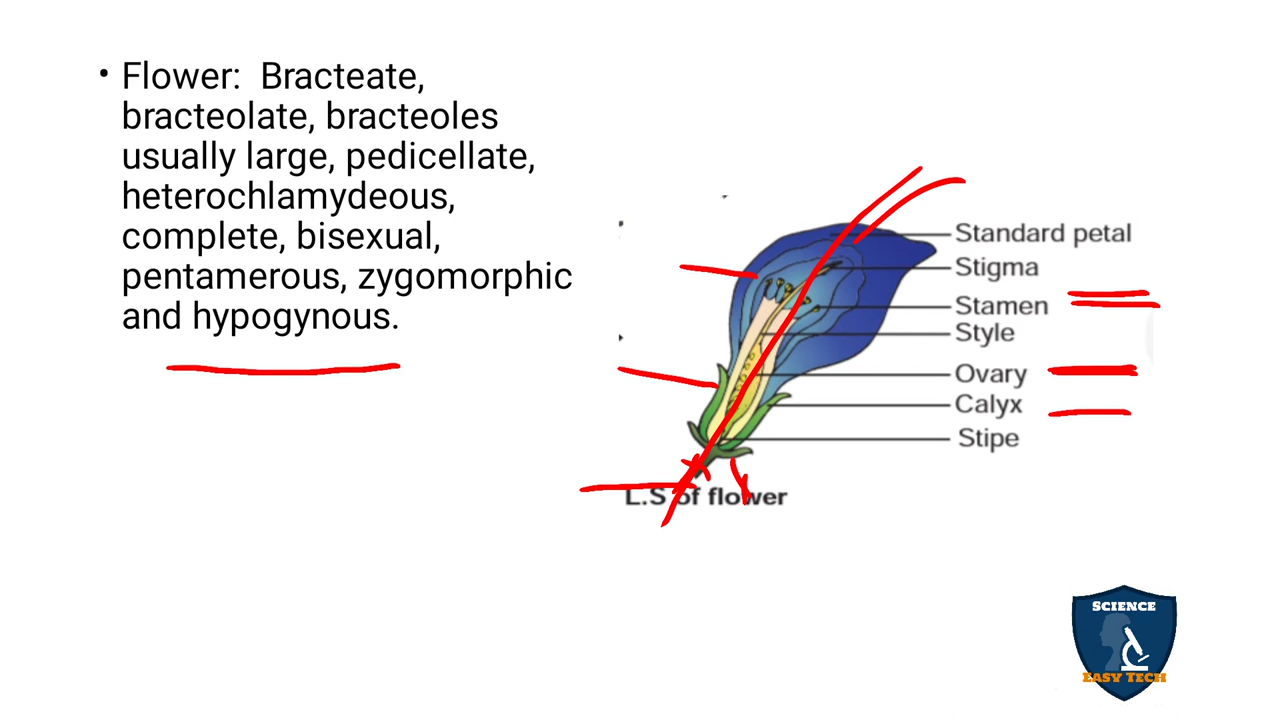 • Flower:  Bracteate,
bracteolate, bracteoles
usually large, pedicellate,
heterochlamydeous,
complete, bisexual,
pentamerous, zygomorphic
and hypogynous.
Standard petal
Stigma
Stamen
Style
Ovary
Calyx
Stipe
L.S of flower
SCIENCE
EASY TECH